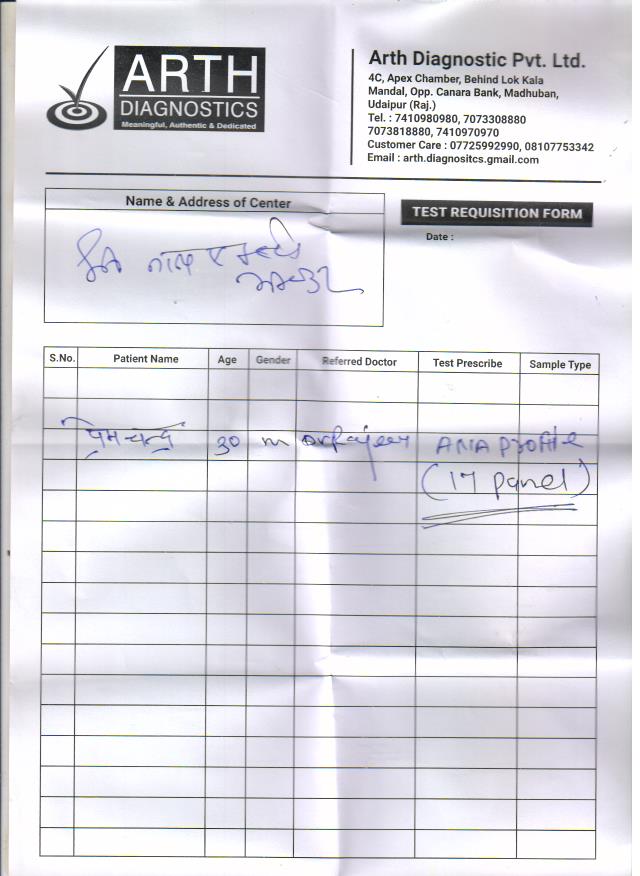 ARTH
DIAGNOSTICS
Meaningful, Authentic & Dedicated
Arth Diagnostic Pvt. Ltd.
4C, Apex Chamber, Behind Lok Kala
Mandal, Opp. Canara Bank, Madhuban,
Udaipur (Raj.)
Tel. : 7410980980, 7073308880
7073818880, 7410970970
Customer Care : 07725992990, 08107753342
Email : arth.diagnositcs.gmail.com
Name & Address of Center
TEST REQUISITION FORM
Date :
S.No. Patient Name Age Gender Referred Doctor Test Prescribe Sample Type
प्रेमचन्द्र 30 m ANA Profile
(17 panel)